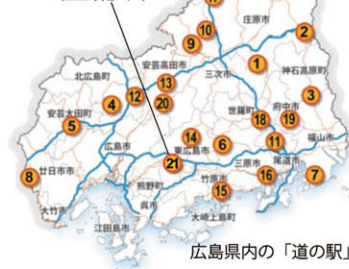 庄原市
10
2
9
安芸高田市
1
三次市
神石高原町
北広島町
13
12
20
4
3
世羅町
府中市
安芸太田町
18
19
5
福山市
14
6
11
東広島市
広島市
尾道市
21
三原市
8
廿日市市
16
7
熊野町
竹原市
15
呉市
大竹市
大崎上島町
江田島市
広島県内の「道の駅」